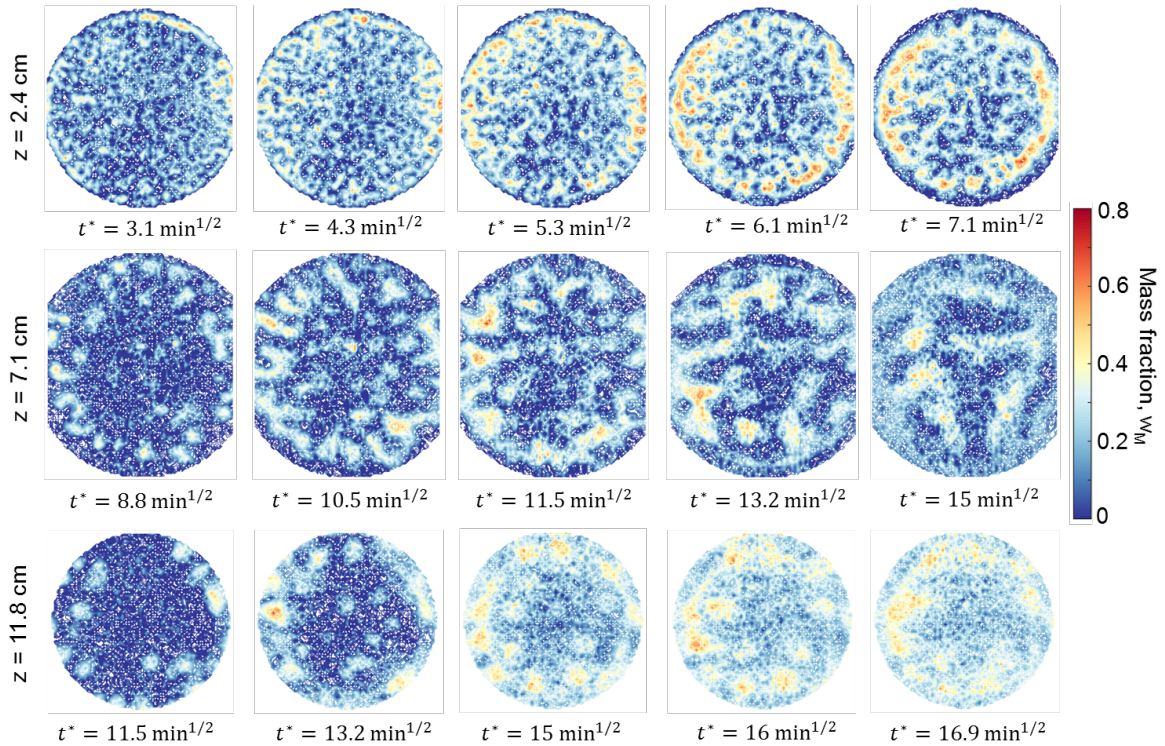 z = 2.4 cm
t* = 3.1 min^{1/2}
t* = 4.3 min^{1/2}
t* = 5.3 min^{1/2}
t* = 6.1 min^{1/2}
t* = 7.1 min^{1/2}
z = 7.1 cm
t* = 8.8 min^{1/2}
t* = 10.5 min^{1/2}
t* = 11.5 min^{1/2}
t* = 13.2 min^{1/2}
t* = 15 min^{1/2}
z = 11.8 cm
t* = 11.5 min^{1/2}
t* = 13.2 min^{1/2}
t* = 15 min^{1/2}
t* = 16 min^{1/2}
t* = 16.9 min^{1/2}
0.8
0.6
0.4
0.2
0
Mass fraction, w_M